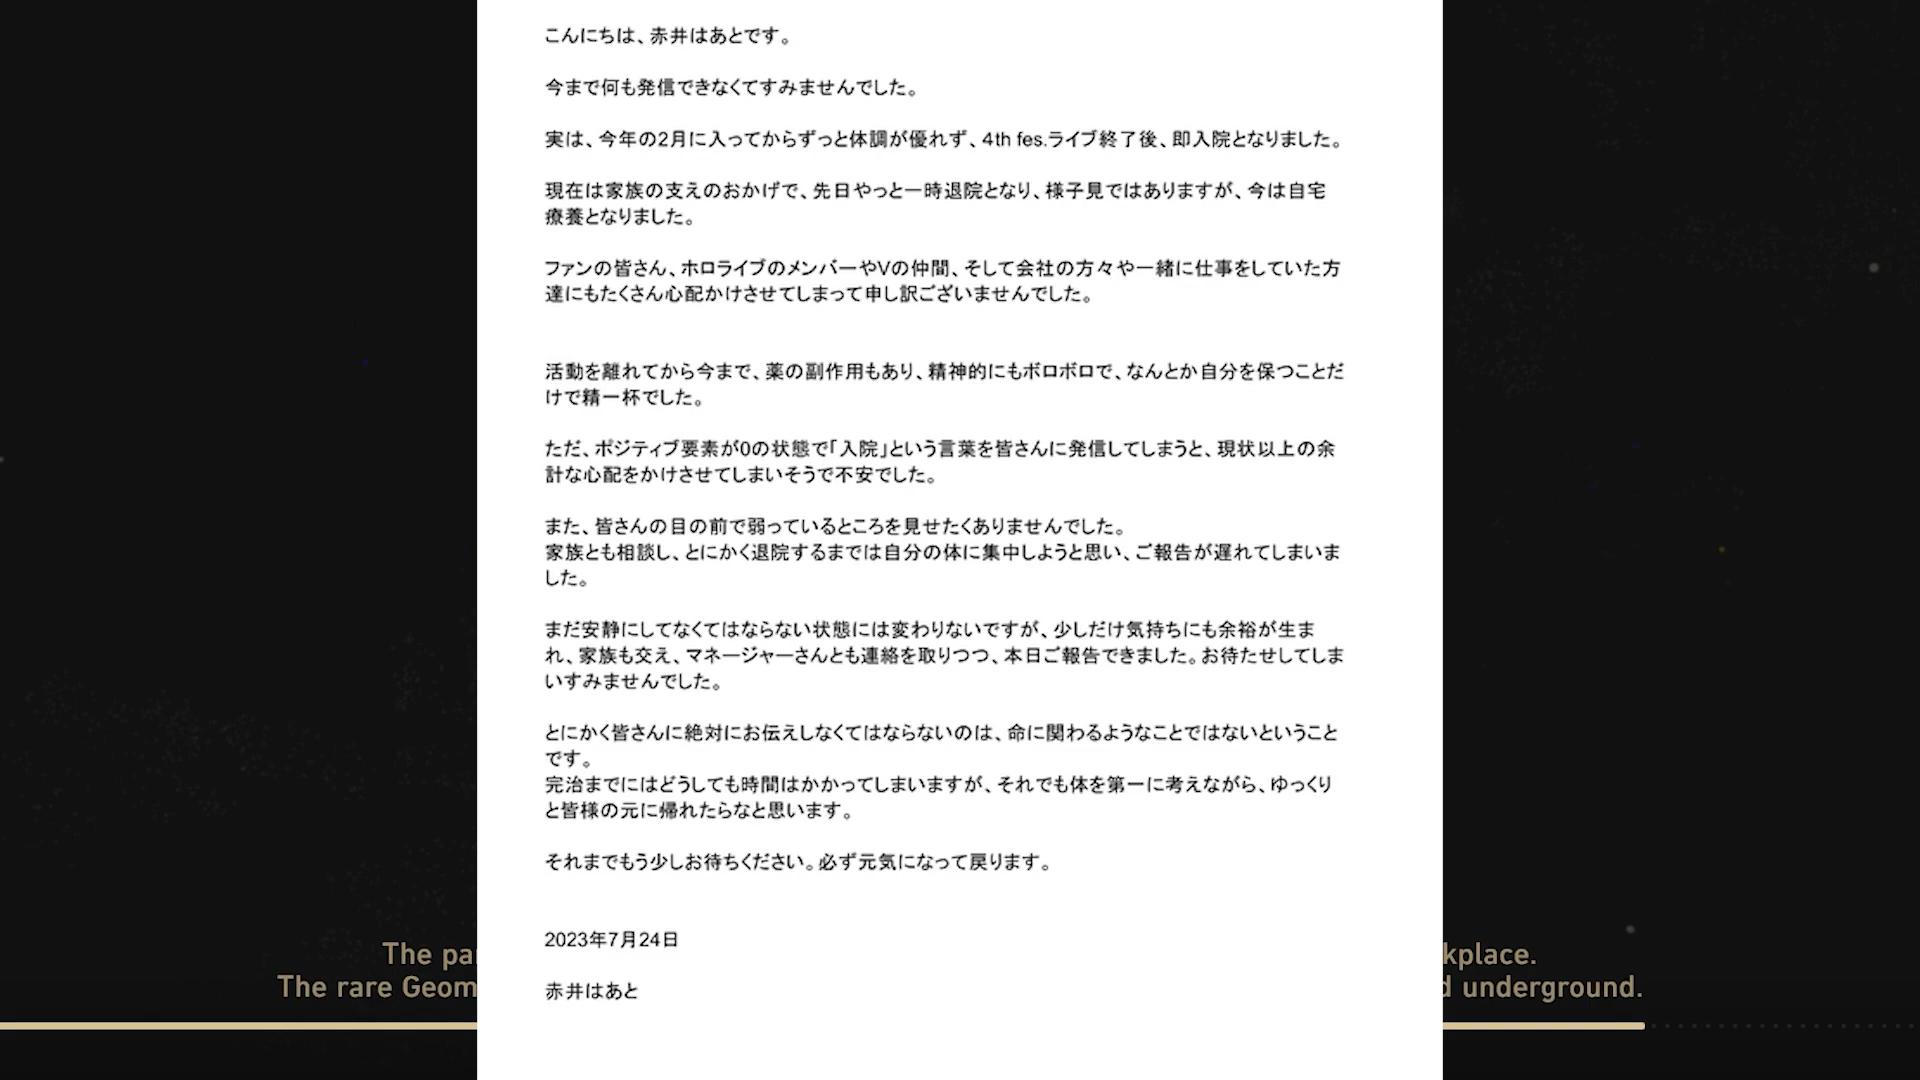 こんにちは、赤井はあとです。
今まで何も発信できなくてすみませんでした。
実は、今年の2月に入ってからずっと体調が優れず、4th fes.ライブ終了後、即入院となりました。
現在は家族の支えのおかげで、先日やっと一時退院となり、様子見ではありますが、今は自宅
療養となりました。
ファンの皆さん、ホロライブのメンバーやVの仲間、そして会社の方々や一緒に仕事をしていた方
達にもたくさん心配かけさせてしまって申し訳ございませんでした。
活動を離れてから今まで、薬の副作用もあり、精神的にもボロボロで、なんとか自分を保つことだ
けで精一杯でした。
ただ、ポジティブ要素が0の状態で「入院」という言葉を皆さんに発信してしまうと、現状以上の余
計な心配をかけさせてしまいそうで不安でした。
また、皆さんの目の前で弱っているところを見せたくありませんでした。
家族とも相談し、とにかく退院するまでは自分の体に集中しようと思い、ご報告が遅れてしまいま
した。
まだ安静にしてなくてはならない状態には変わりないですが、少しだけ気持ちにも余裕が生ま
れ、家族も交え、マネージャーさんとも連絡を取りつつ、本日ご報告できました。お待たせしてしま
いすみませんでした。
とにかく皆さんに絶対にお伝えしなくてはならないのは、命に関わるようなことではないということ
です。
完治までにはどうしても時間はかかってしまいますが、それでも体を第一に考えながら、ゆっくり
と皆様の元に帰れたらなと思います。
それまでもう少しお待ちください。必ず元気になって戻ります。
2023年7月24日
赤井はあと
The pa kplace.
The rare Geom d underground.